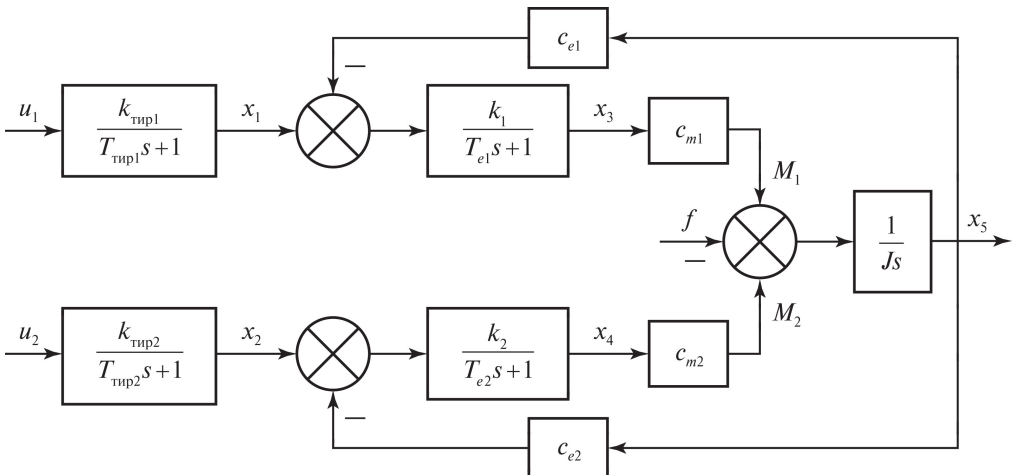 c_{e1}
–
u_1
k_{тир1}
T_{тир1}s+1
x_1
k_1
T_{e1}s+1
x_3
c_{m1}
M_1
f
–
1
Js
x_5
M_2
u_2
k_{тир2}
T_{тир2}s+1
x_2
k_2
T_{e2}s+1
x_4
c_{m2}
–
c_{e2}